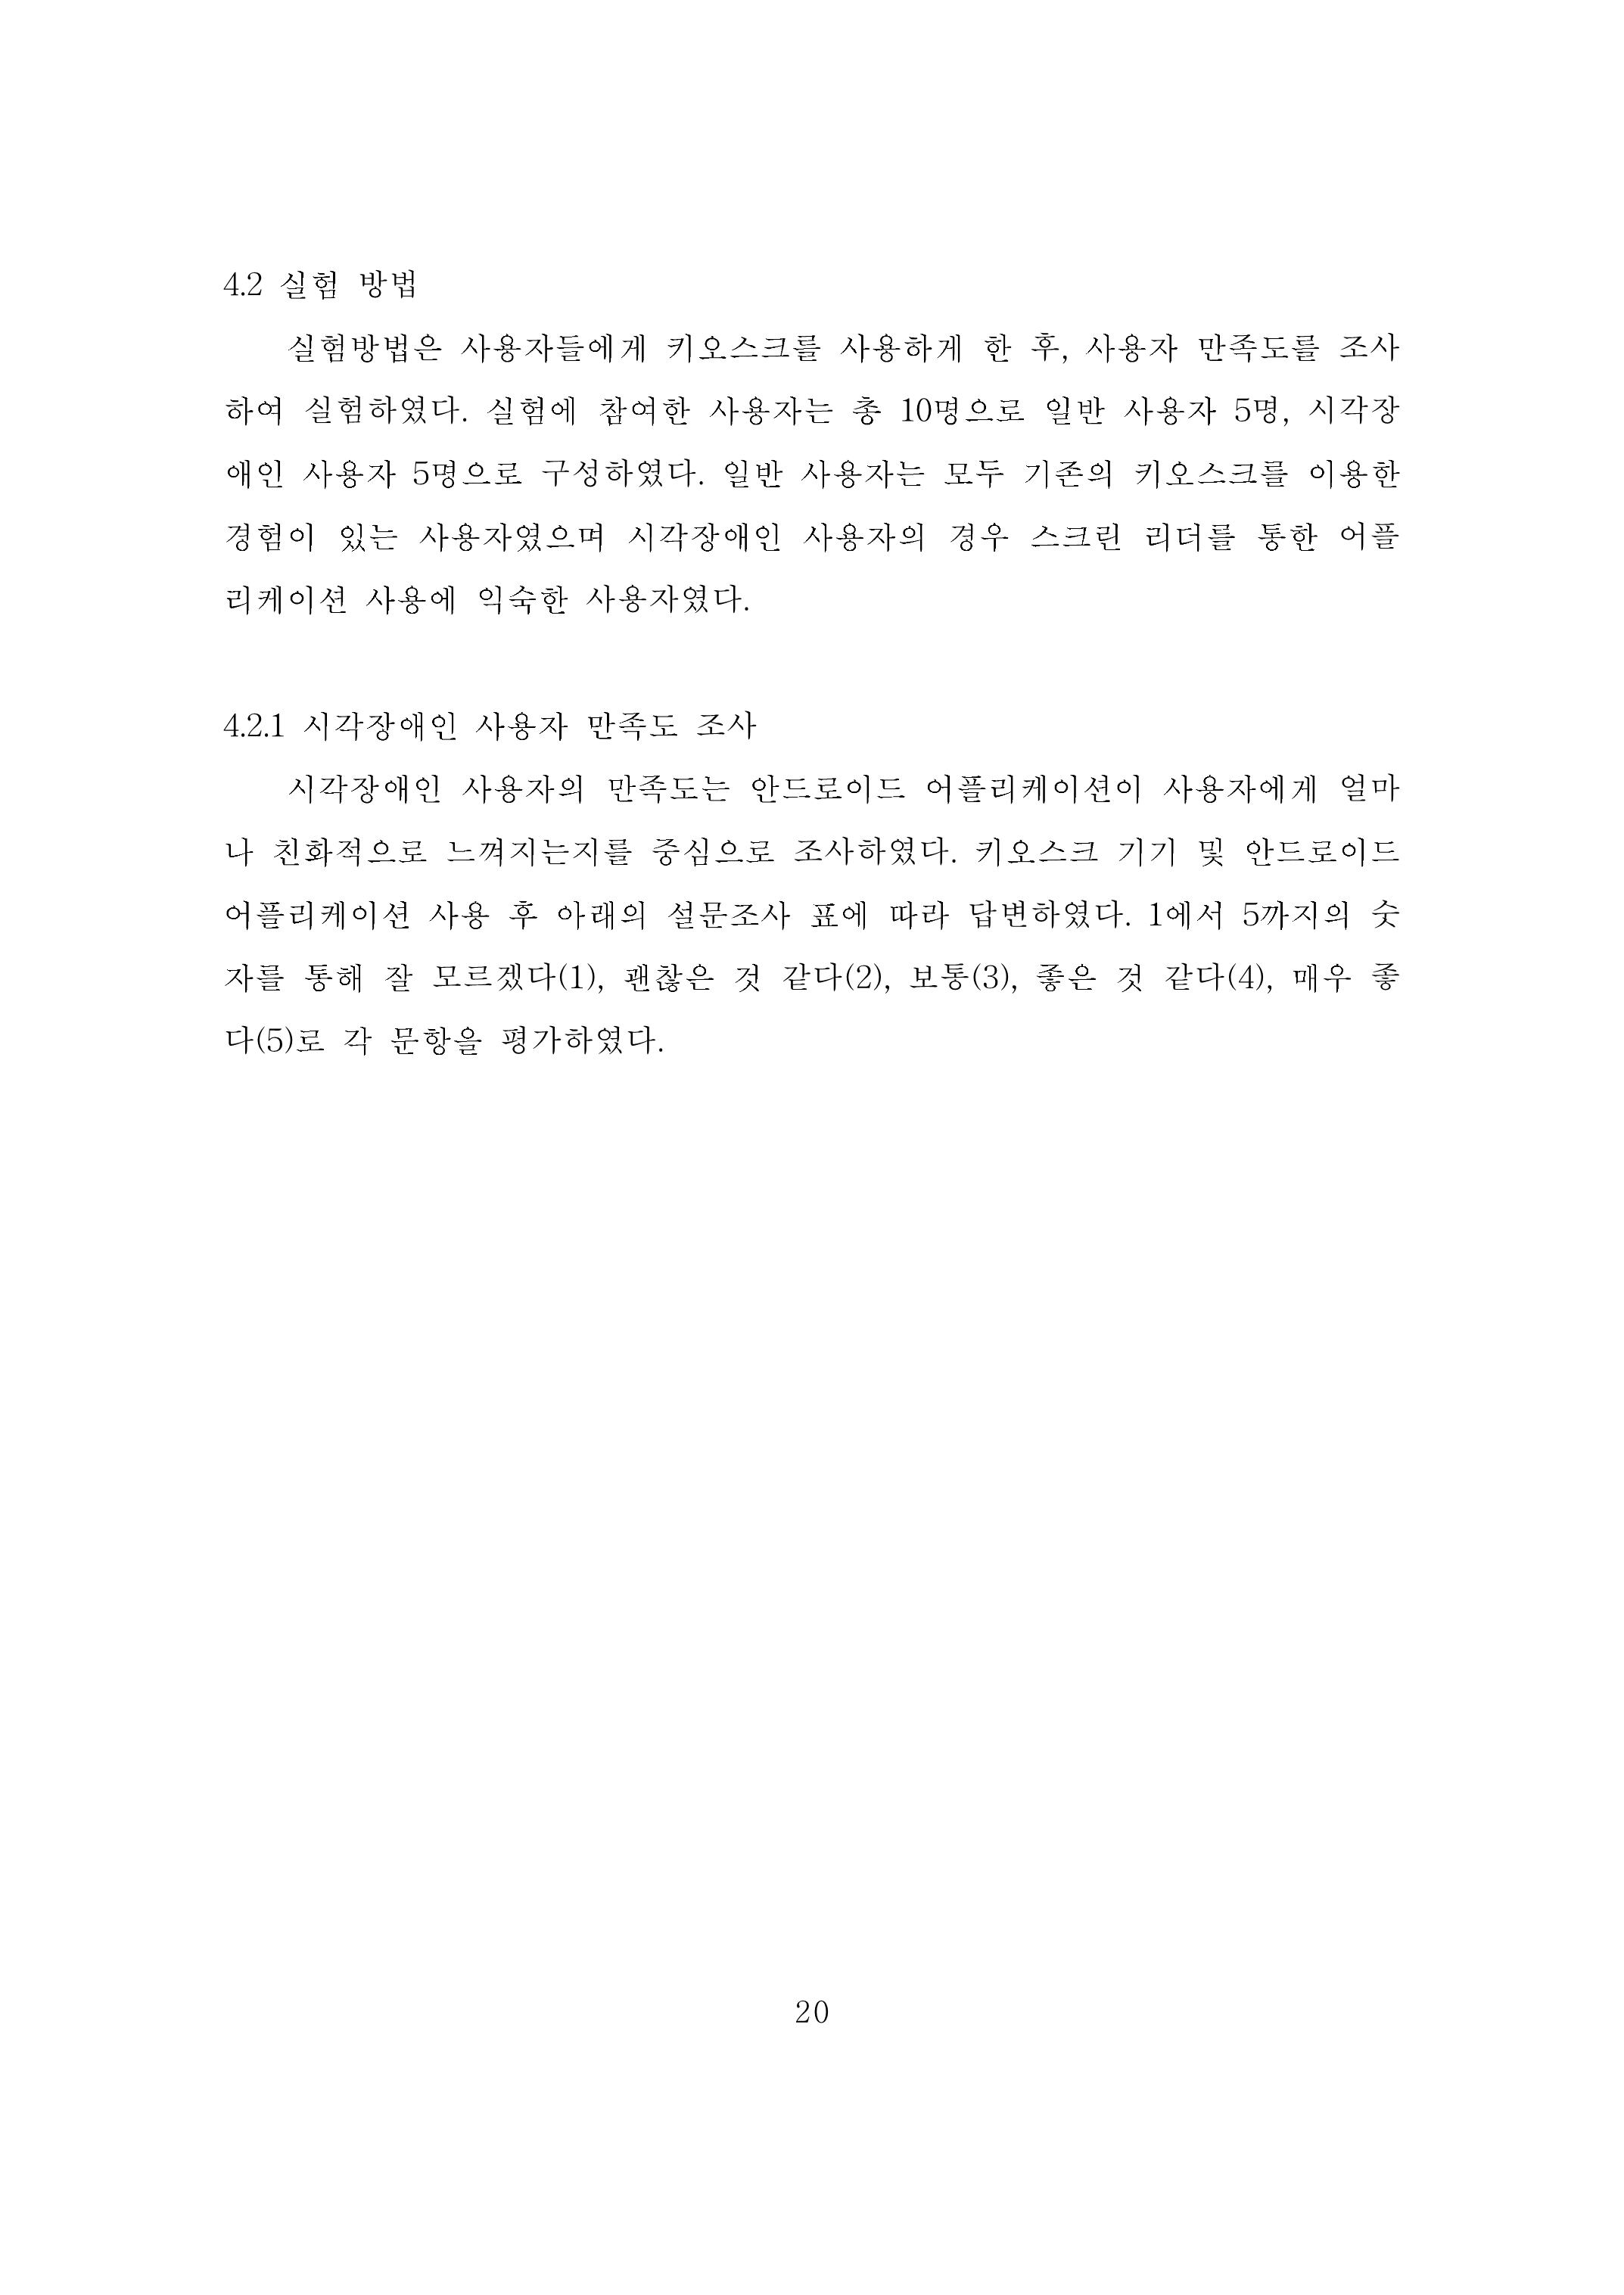 4.2 실험 방법
실험방법은 사용자들에게 키오스크를 사용하게 한 후, 사용자 만족도를 조사
하여 실험하였다. 실험에 참여한 사용자는 총 10명으로 일반 사용자 5명, 시각장
애인 사용자 5명으로 구성하였다. 일반 사용자는 모두 기존의 키오스크를 이용한
경험이 있는 사용자였으며 시각장애인 사용자의 경우 스크린 리더를 통한 어플
리케이션 사용에 익숙한 사용자였다.
4.2.1 시각장애인 사용자 만족도 조사
시각장애인 사용자의 만족도는 안드로이드 어플리케이션이 사용자에게 얼마
나 친화적으로 느껴지는지를 중심으로 조사하였다. 키오스크 기기 및 안드로이드
어플리케이션 사용 후 아래의 설문조사 표에 따라 답변하였다. 1에서 5까지의 숫
자를 통해 잘 모르겠다(1), 괜찮은 것 같다(2), 보통(3), 좋은 것 같다(4), 매우 좋
다(5)로 각 문항을 평가하였다.
20